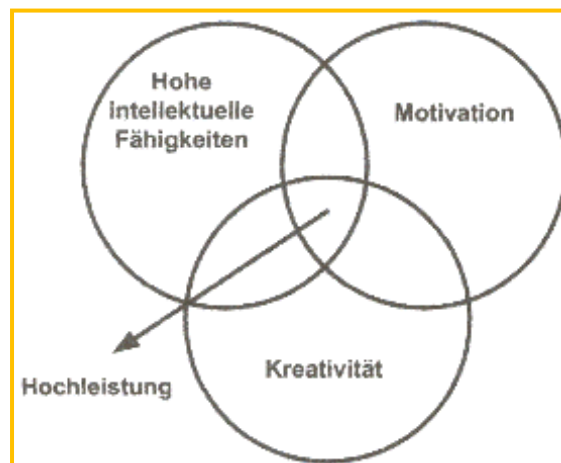 Hohe
intellektuelle
Fähigkeiten
Motivation
Kreativität
Hochleistung